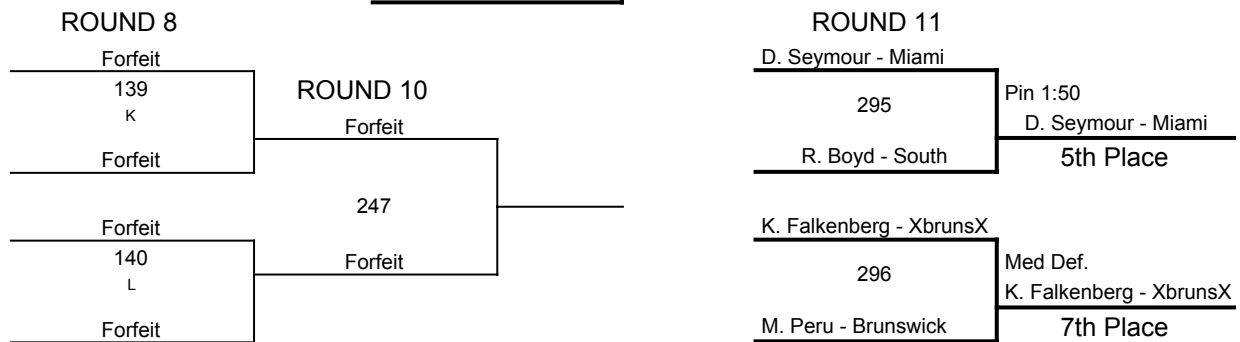 ROUND 8
Forfeit
139
K
Forfeit
ROUND 10
Forfeit
247
Forfeit
Forfeit
140
L
Forfeit
ROUND 11
D. Seymour - Miami
295
R. Boyd - South
Pin 1:50
D. Seymour - Miami
5th Place
K. Falkenberg - XbrunsX
296
M. Peru - Brunswick
Med Def.
K. Falkenberg - XbrunsX
7th Place